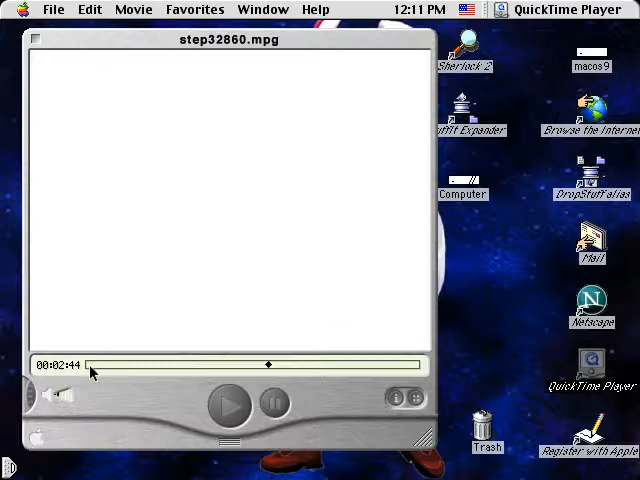 File Edit Movie Favorites Window Help 12:11 PM QuickTime Player
step32860.mpg
Sherlock 2
macos9
uffIt Expander
Browse the Internet
Computer
DropStuff alias
Mail
Netscape
00:02:44
QuickTime Player
Trash
Register with Apple